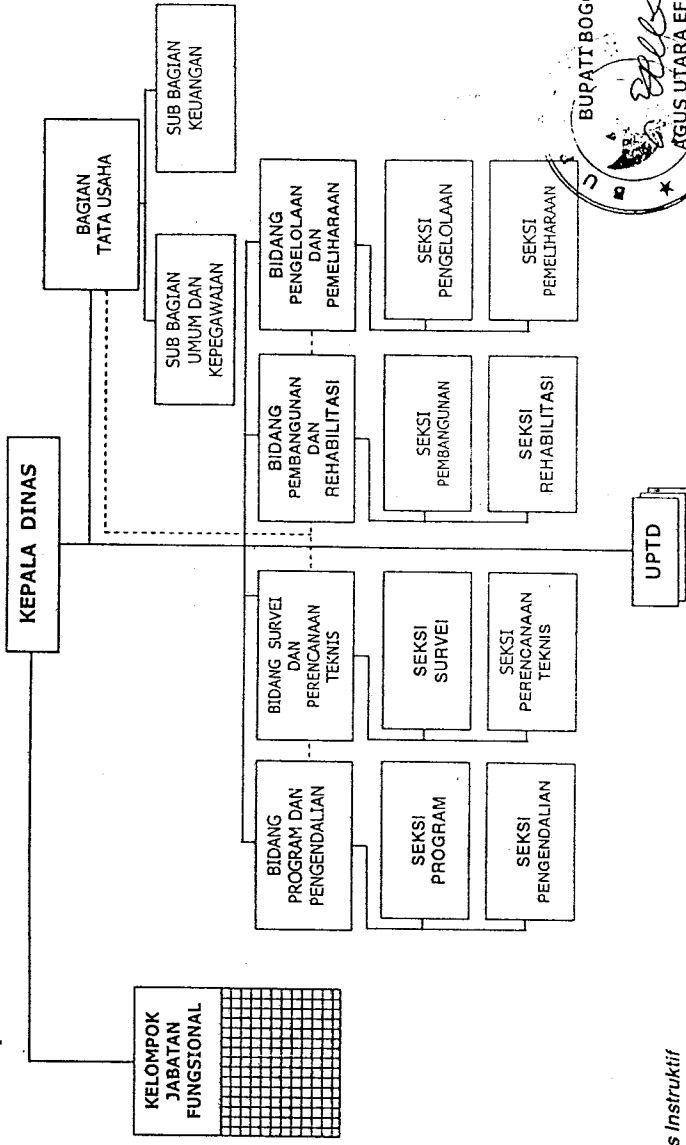 KEPALA DINAS
KELOMPOK
JABATAN
FUNGSIONAL
BAGIAN
TATA USAHA
SUB BAGIAN
UMUM DAN
KEPEGAWAIAN
SUB BAGIAN
KEUANGAN
BIDANG
PROGRAM DAN
PENGENDALIAN
BIDANG SURVEI
DAN
PERENCANAAN
TEKNIS
BIDANG
PEMBANGUNAN
DAN
REHABILITASI
BIDANG
PENGELOLAAN
DAN
PEMELIHARAAN
SEKSI
PROGRAM
SEKSI
SURVEI
SEKSI
PEMBANGUNAN
SEKSI
PENGELOLAAN
SEKSI
PENGENDALIAN
SEKSI
PERENCANAAN
TEKNIS
SEKSI
REHABILITASI
SEKSI
PEMELIHARAAN
UPTD
s Instruktif
BUPATI BOGO
B U
AGUS UTARA EF